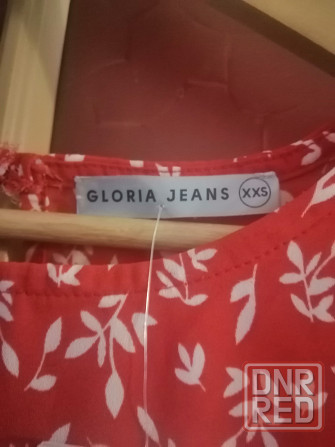 GLORIA JEANS XXS
DNR
RED